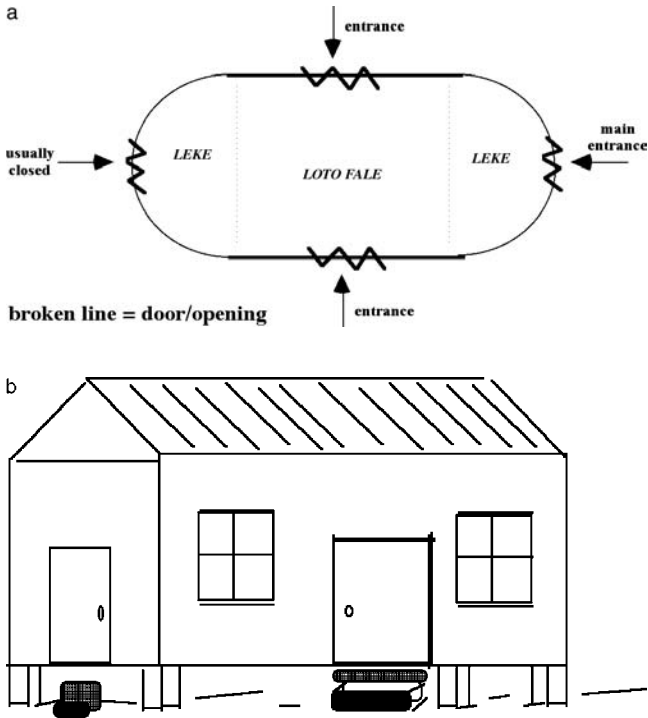 a
entrance
usually
closed
LEKE
LOTO FALE
LEKE
main
entrance
entrance
broken line = door/opening
b